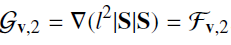 𝒢𝐯,2 = ∇(l²|𝐒|𝐒) = ℱ𝐯,2